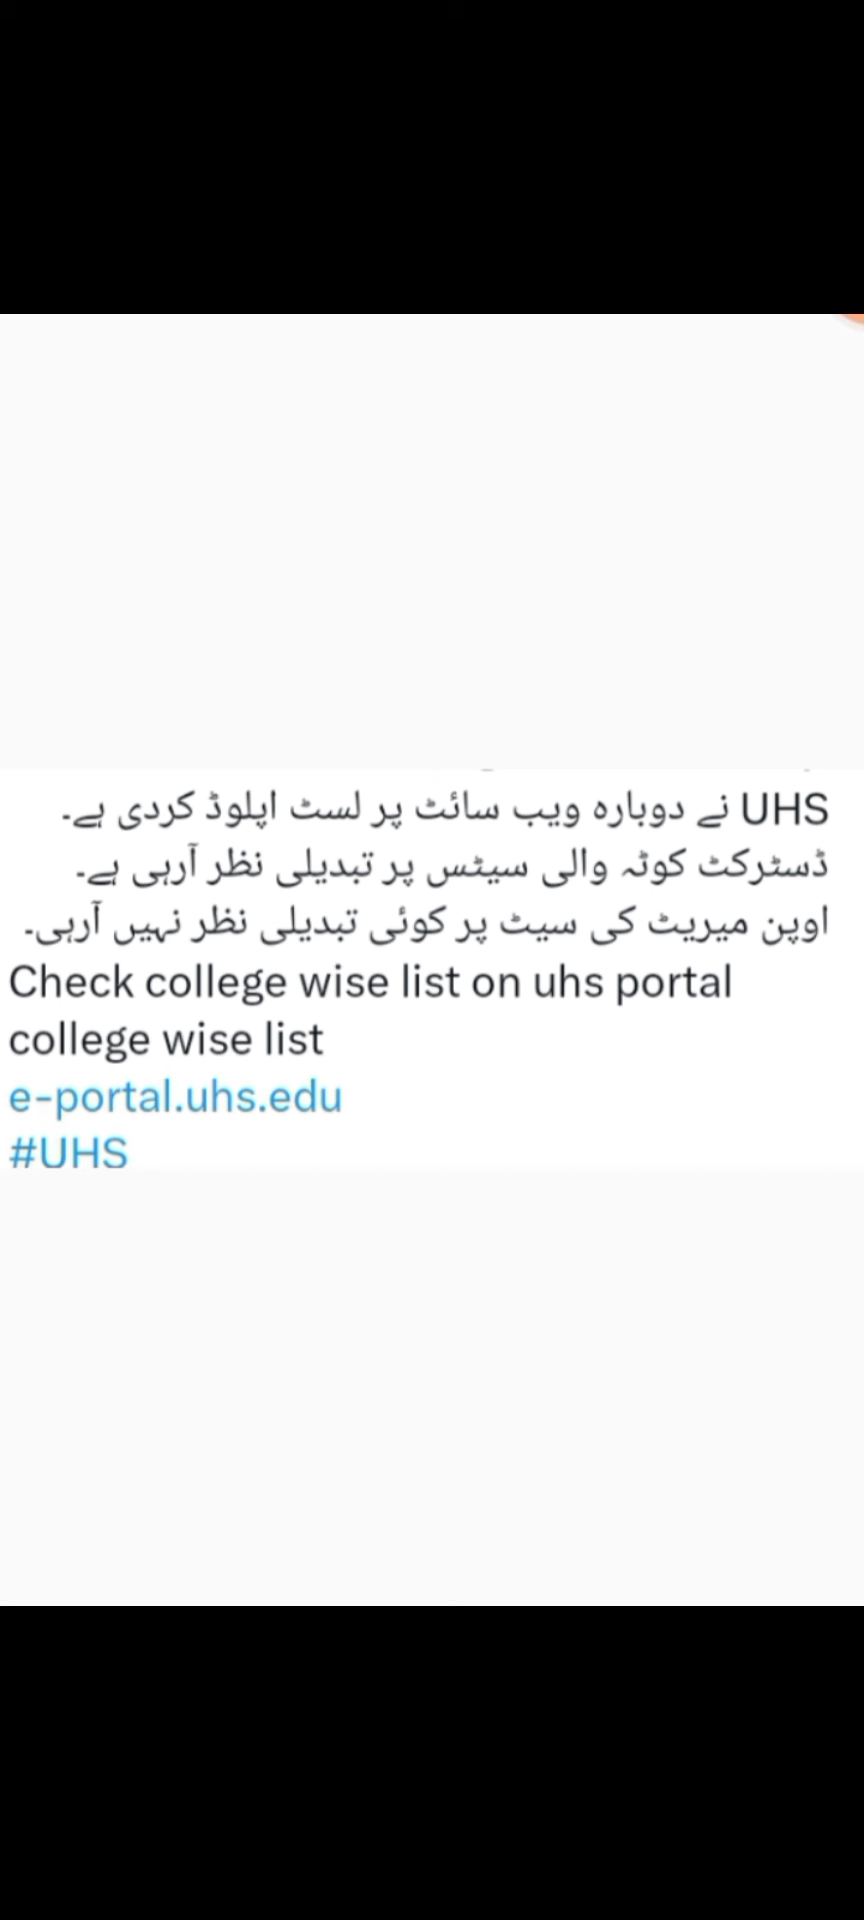 UHS نے دوبارہ ویب سائٹ پر لسٹ اپلوڈ کردی ہے۔
ڈسٹرکٹ کوٹہ والی سیٹس پر تبدیلی نظر آرہی ہے۔
اوپن میریٹ کی سیٹ پر کوئی تبدیلی نظر نہیں آرہی۔
Check college wise list on uhs portal
college wise list
e-portal.uhs.edu
#UHS